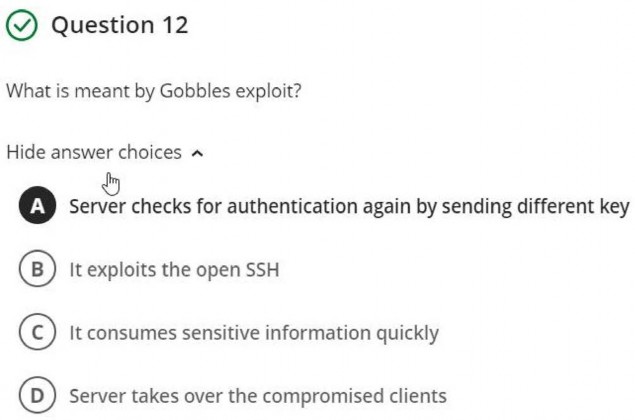 Question 12
What is meant by Gobbles exploit?
Hide answer choices
A Server checks for authentication again by sending different key
B It exploits the open SSH
C It consumes sensitive information quickly
D Server takes over the compromised clients